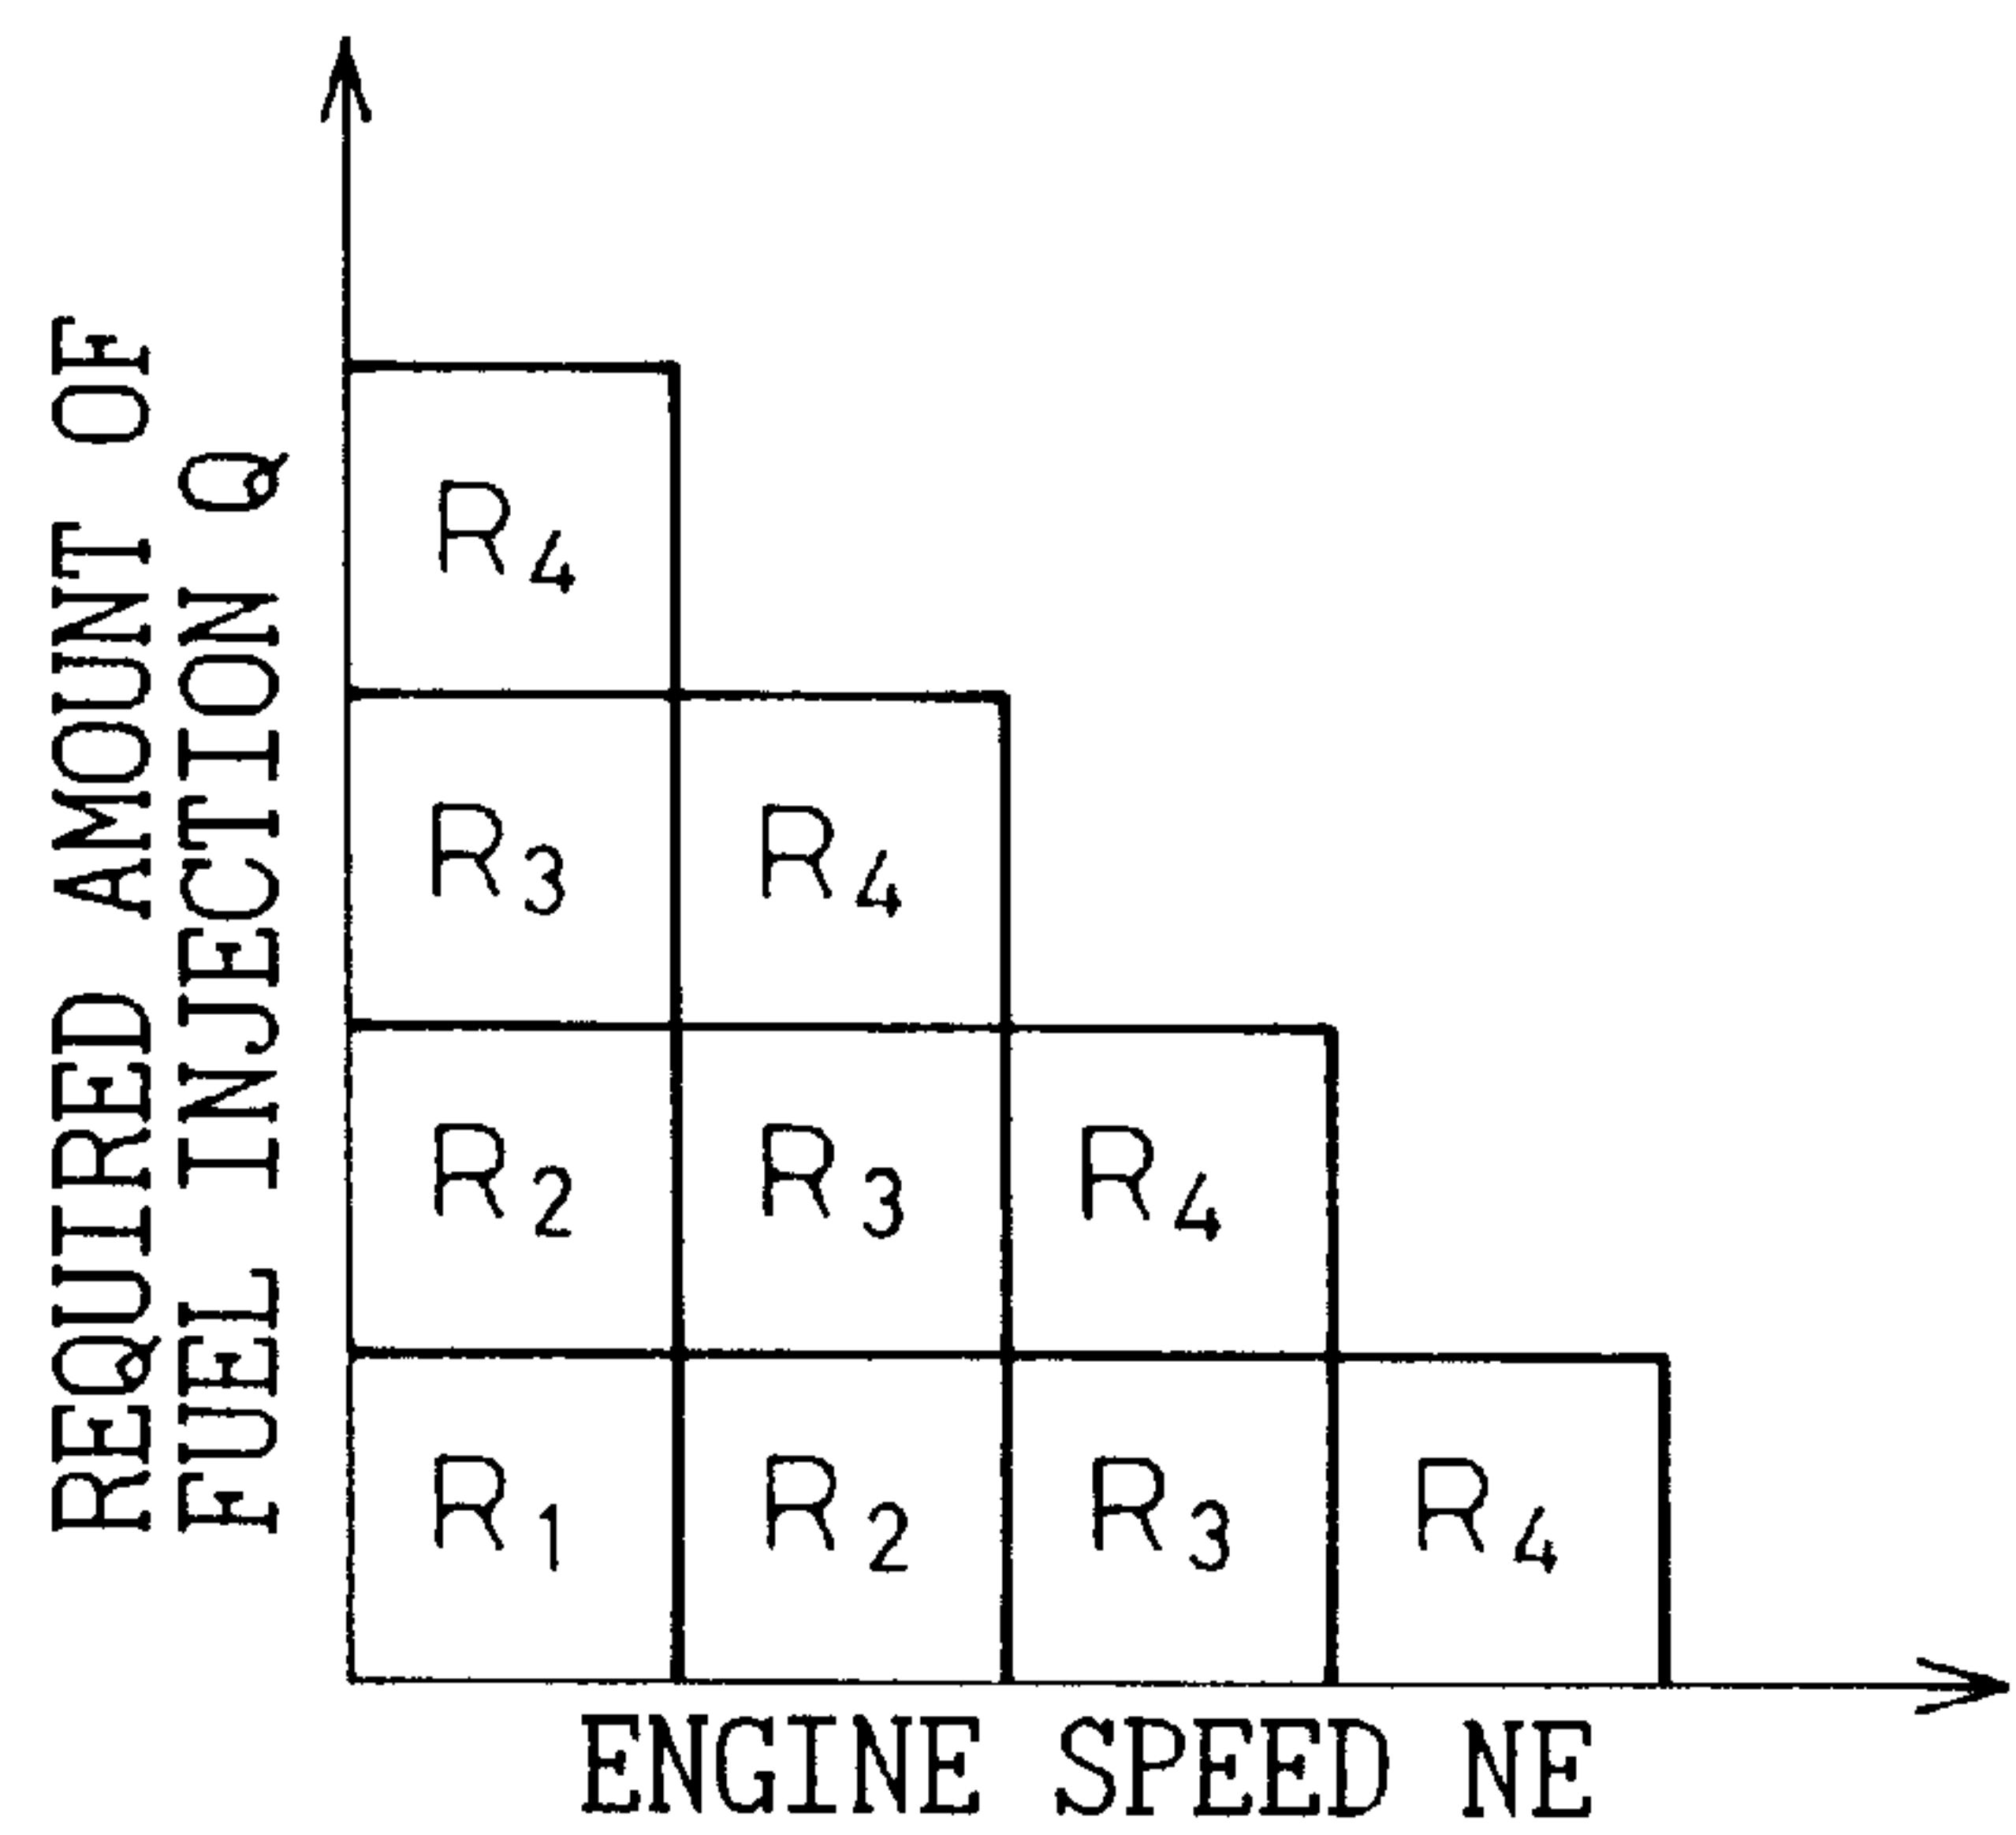 REQUIRED AMOUNT OF
FUEL INJECTION Q
R4
R3 R4
R2 R3 R4
R1 R2 R3 R4
ENGINE SPEED NE